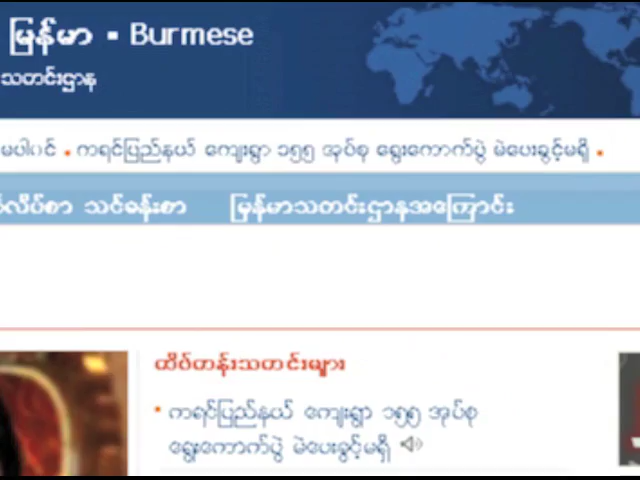 မြန်မာ - Burmese
သတင်းဌာန
မပါဝင် • ကရင်ပြည်နယ် ကျေးရွာ ၁၅၅ အုပ်စု ရွေးကောက်ပွဲ မဲပေးခွင့်မရှိ •
သင်ခန်းစာ မြန်မာသတင်းဌာနအကြောင်း
ထိပ်တန်းသတင်းများ
• ကရင်ပြည်နယ် ကျေးရွာ ၁၅၅ အုပ်စု
ရွေးကောက်ပွဲ မဲပေးခွင့်မရှိ